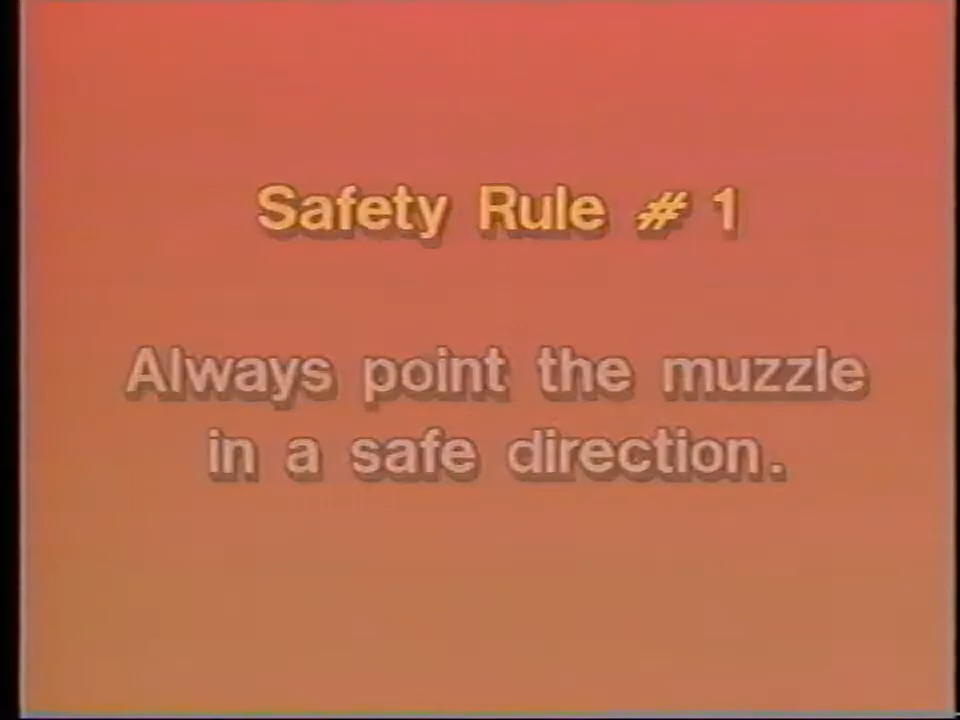 Safety Rule # 1
Always point the muzzle
in a safe direction.